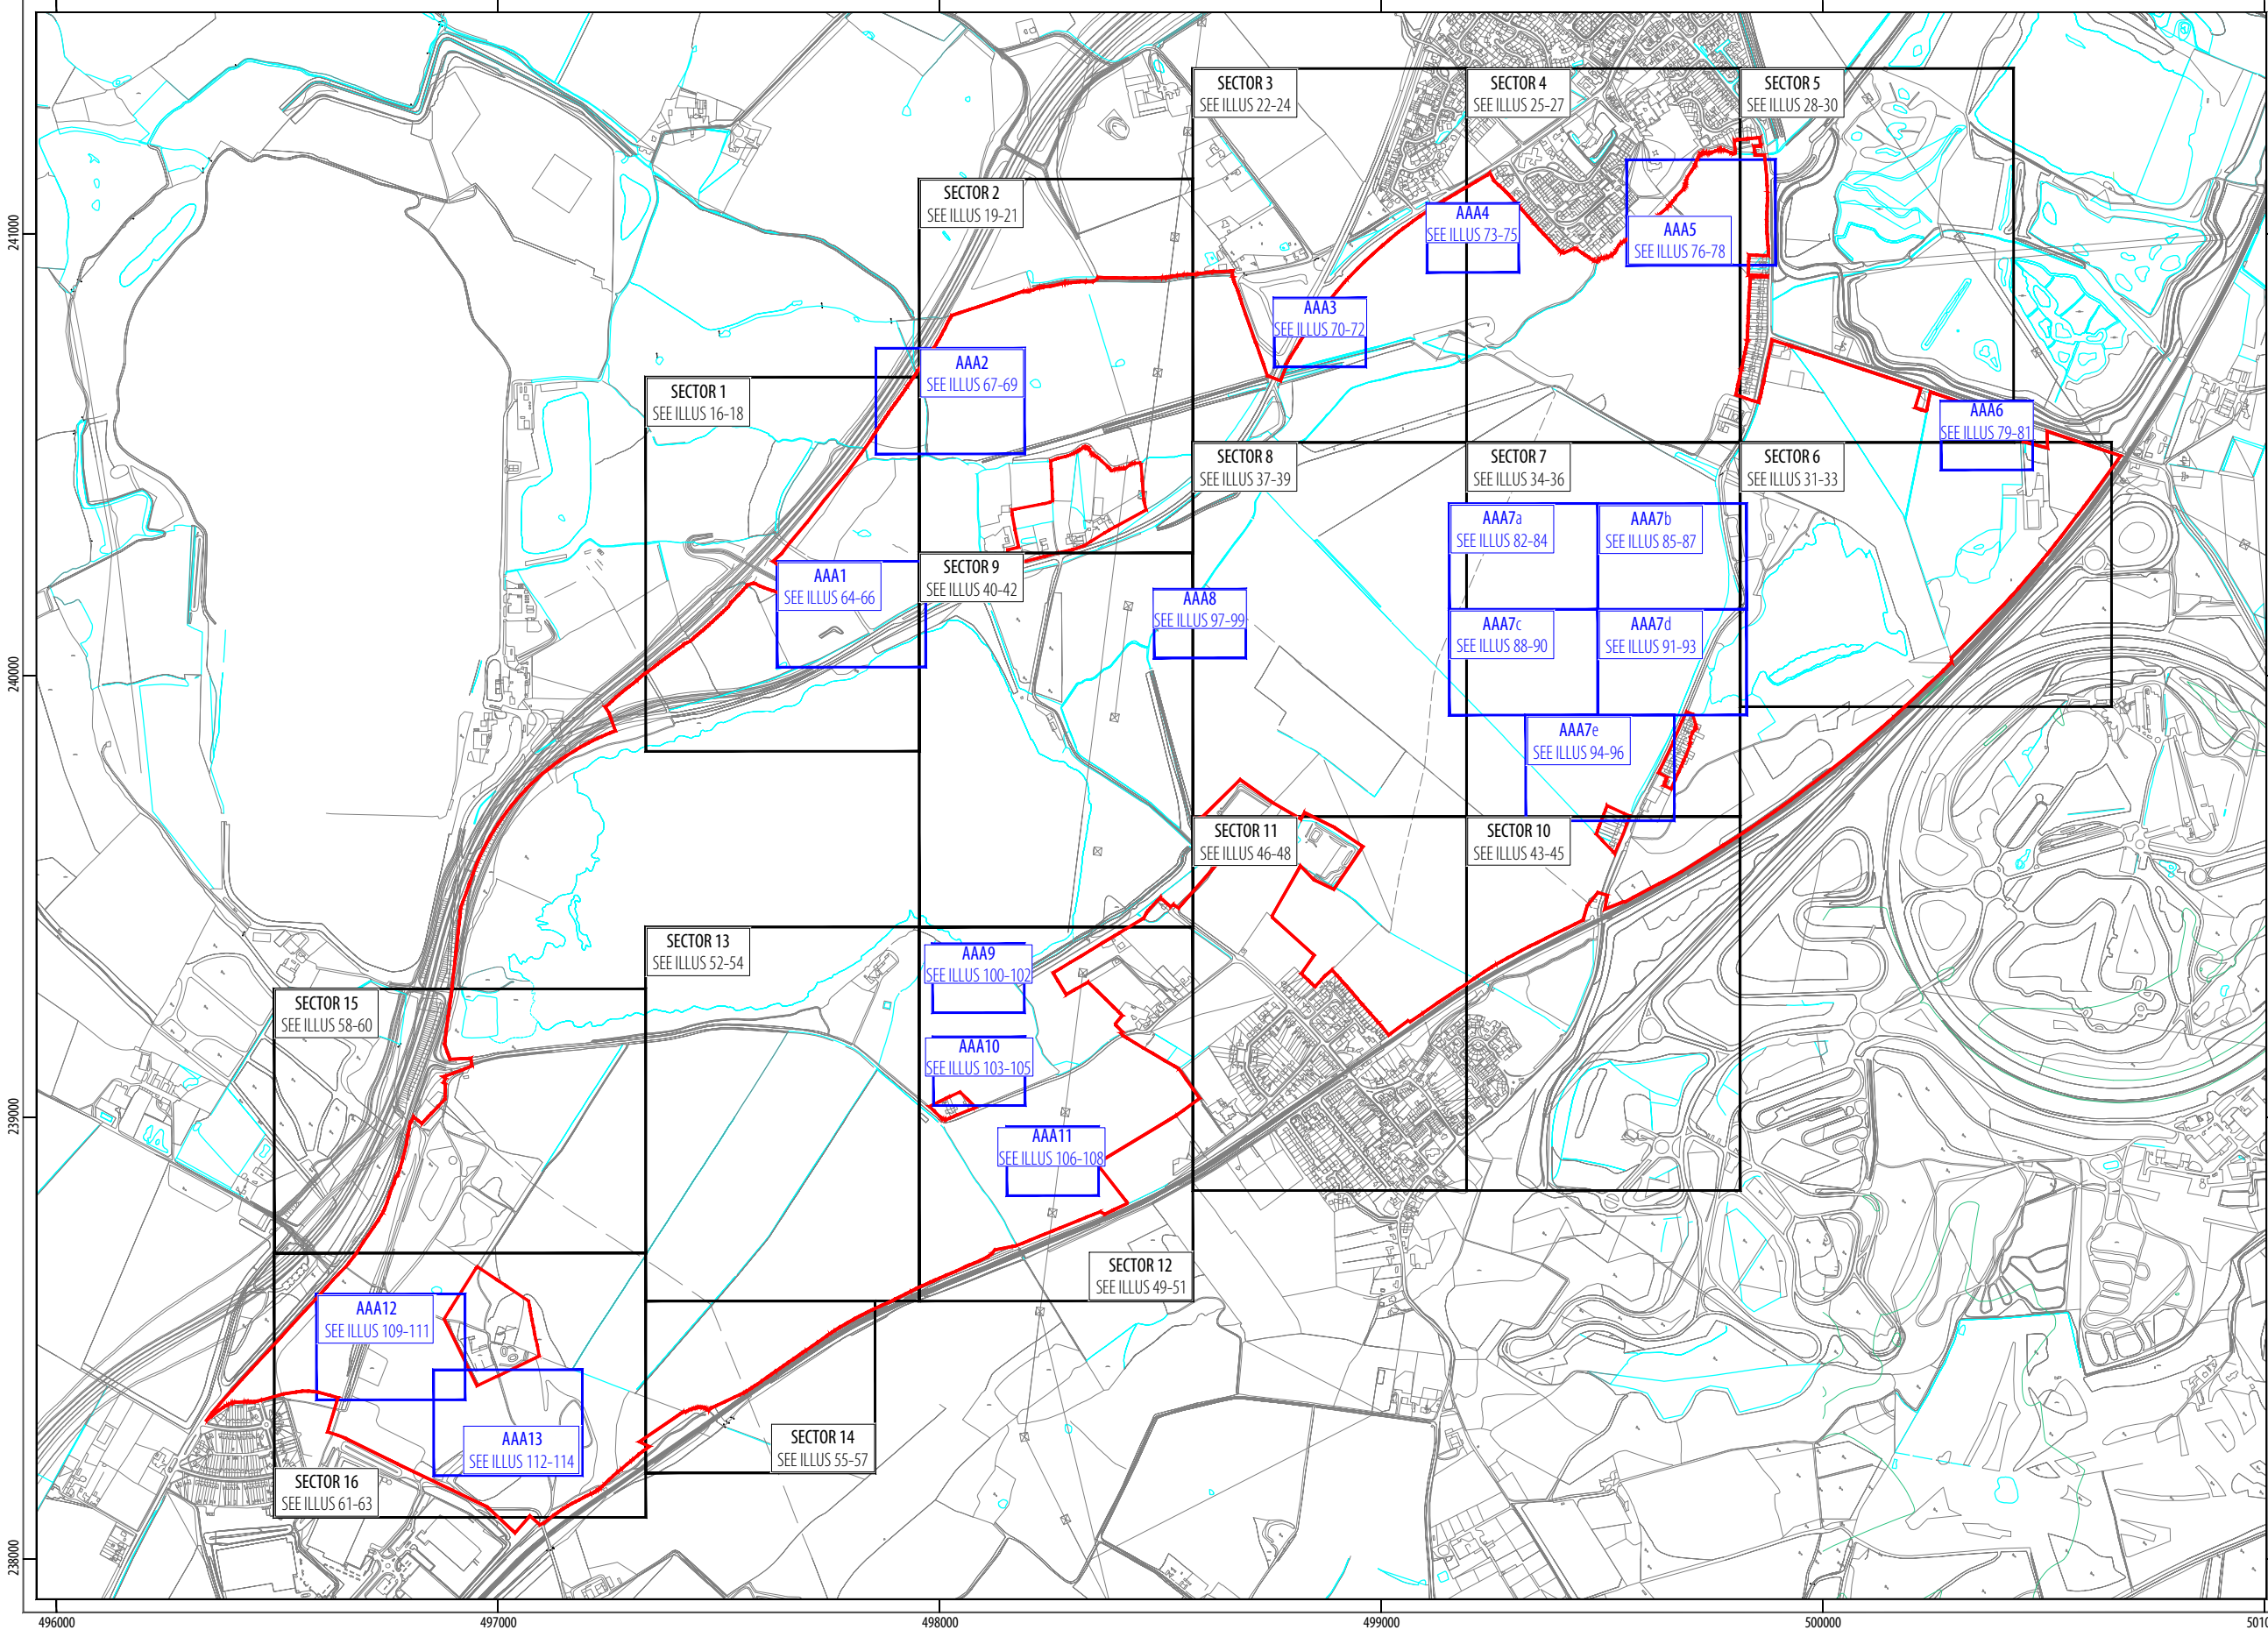 SECTOR 3
SEE ILLUS 22-24
SECTOR 4
SEE ILLUS 25-27
SECTOR 5
SEE ILLUS 28-30
SECTOR 2
SEE ILLUS 19-21
AAA4
SEE ILLUS 73-75
AAA5
SEE ILLUS 76-78
241000
AAA3
SEE ILLUS 70-72
AAA2
SEE ILLUS 67-69
SECTOR 1
SEE ILLUS 16-18
AAA6
SEE ILLUS 79-81
SECTOR 8
SEE ILLUS 37-39
SECTOR 7
SEE ILLUS 34-36
SECTOR 6
SEE ILLUS 31-33
AAA7a
SEE ILLUS 82-84
AAA7b
SEE ILLUS 85-87
AAA1
SEE ILLUS 64-66
SECTOR 9
SEE ILLUS 40-42
AAA8
SEE ILLUS 97-99
AAA7c
SEE ILLUS 88-90
AAA7d
SEE ILLUS 91-93
240000
AAA7e
SEE ILLUS 94-96
SECTOR 11
SEE ILLUS 46-48
SECTOR 10
SEE ILLUS 43-45
SECTOR 13
SEE ILLUS 52-54
AAA9
SEE ILLUS 100-102
SECTOR 15
SEE ILLUS 58-60
AAA10
SEE ILLUS 103-105
239000
AAA11
SEE ILLUS 106-108
SECTOR 12
SEE ILLUS 49-51
AAA12
SEE ILLUS 109-111
AAA13
SEE ILLUS 112-114
SECTOR 14
SEE ILLUS 55-57
SECTOR 16
SEE ILLUS 61-63
238000
496000
497000
498000
499000
500000